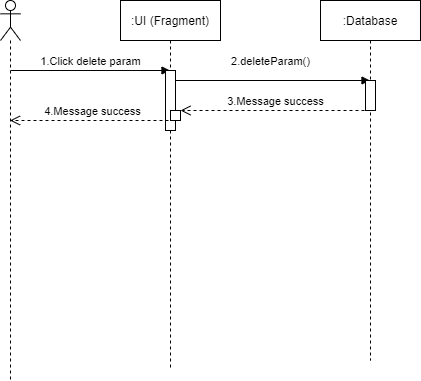 :UI (Fragment)
:Database
1.Click delete param
2.deleteParam()
3.Message success
4.Message success